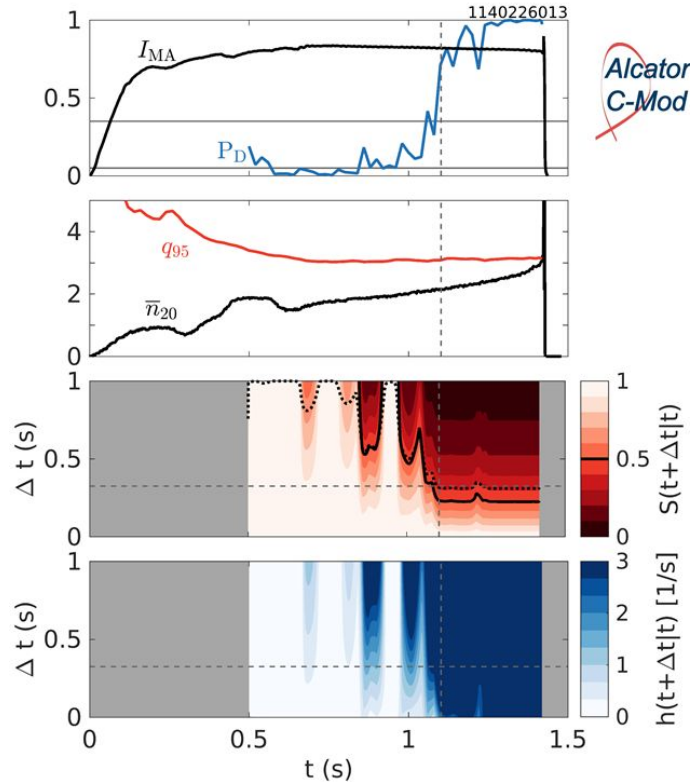 1140226013
1
I_MA
0.5
P_D
0
Alcator
C-Mod
4
q_95
2
n̅_20
0
1
Δ t (s)
0.5
0
1
0.5
0
S(t+Δt|t)
1
Δ t (s)
0.5
0
3
2
1
0
h(t+Δt|t) [1/s]
0
0.5
1
1.5
t (s)